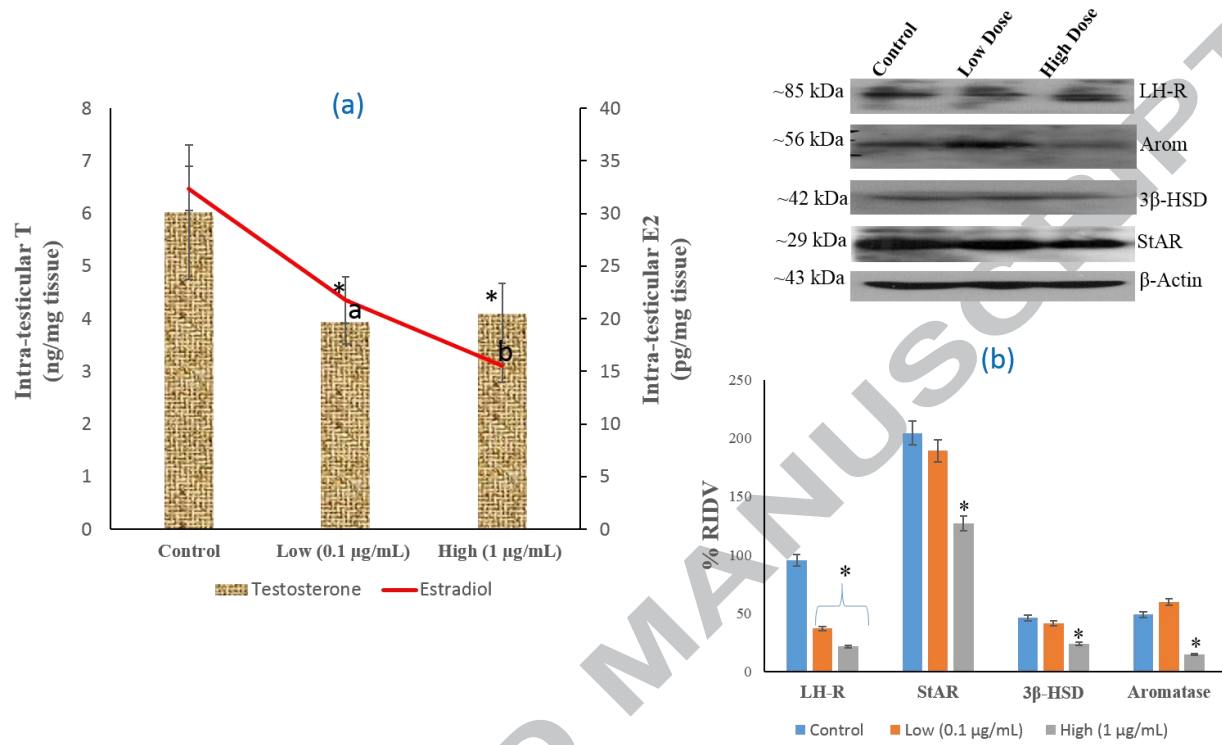 (a)
8
7
6
5
4
3
2
1
0
Intra-testicular T
(ng/mg tissue)
40
35
30
25
20
15
10
5
0
Intra-testicular E2
(pg/mg tissue)
*
a
*
b
Control
Low (0.1 µg/mL)
High (1 µg/mL)
Testosterone
Estradiol
Control
Low Dose
High Dose
~85 kDa
LH-R
~56 kDa
Arom
~42 kDa
3β-HSD
~29 kDa
StAR
~43 kDa
β-Actin
(b)
250
200
150
100
50
0
% RIDV
*
*
*
*
LH-R
StAR
3β-HSD
Aromatase
Control
Low (0.1 µg/mL)
High (1 µg/mL)
MANUSCRIPT